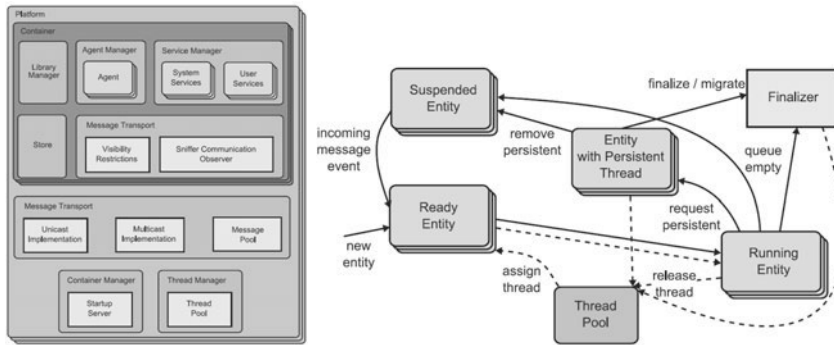 Platform
Container
Library
Manager
Agent Manager
Agent
Service Manager
System
Services
User
Services
Store
Message Transport
Visibility
Restrictions
Sniffer Communication
Observer
Message Transport
Unicast
Implementation
Multicast
Implementation
Message
Pool
Container Manager
Startup
Server
Thread Manager
Thread
Pool
Suspended
Entity
finalize / migrate
Finalizer
incoming
message
event
remove
persistent
Entity
with Persistent
Thread
queue
empty
Ready
Entity
request
persistent
new
entity
Running
Entity
assign
thread
release
thread
Thread
Pool